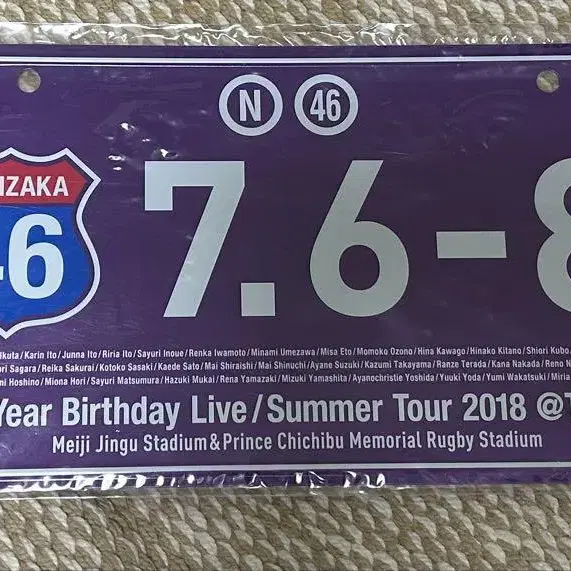 N 46
IZAKA
46
7.6-8
Ikuta/Karin Ito/Junna Ito/Riria Ito/Sayuri Inoue/Renka Iwamoto/Minami Umezawa/Misa Eto/Momoko Ozono/Hina Kawago/Hinako Kitano/Shiori Kubo/
ori Sagara/Reika Sakurai/Kotoko Sasaki/Kaede Sato/Mai Shiraishi/Mai Shinuchi/Ayane Suzuki/Kazumi Takayama/Ranze Terada/Kana Nakada/Reno N
mi Hoshino/Miona Hori/Sayuri Matsumura/Hazuki Mukai/Rena Yamazaki/Mizuki Yamashita/Ayanochristie Yoshida/Yuuki Yoda/Yumi Wakatsuki/Miria
Year Birthday Live/Summer Tour 2018 @T
Meiji Jingu Stadium&Prince Chichibu Memorial Rugby Stadium